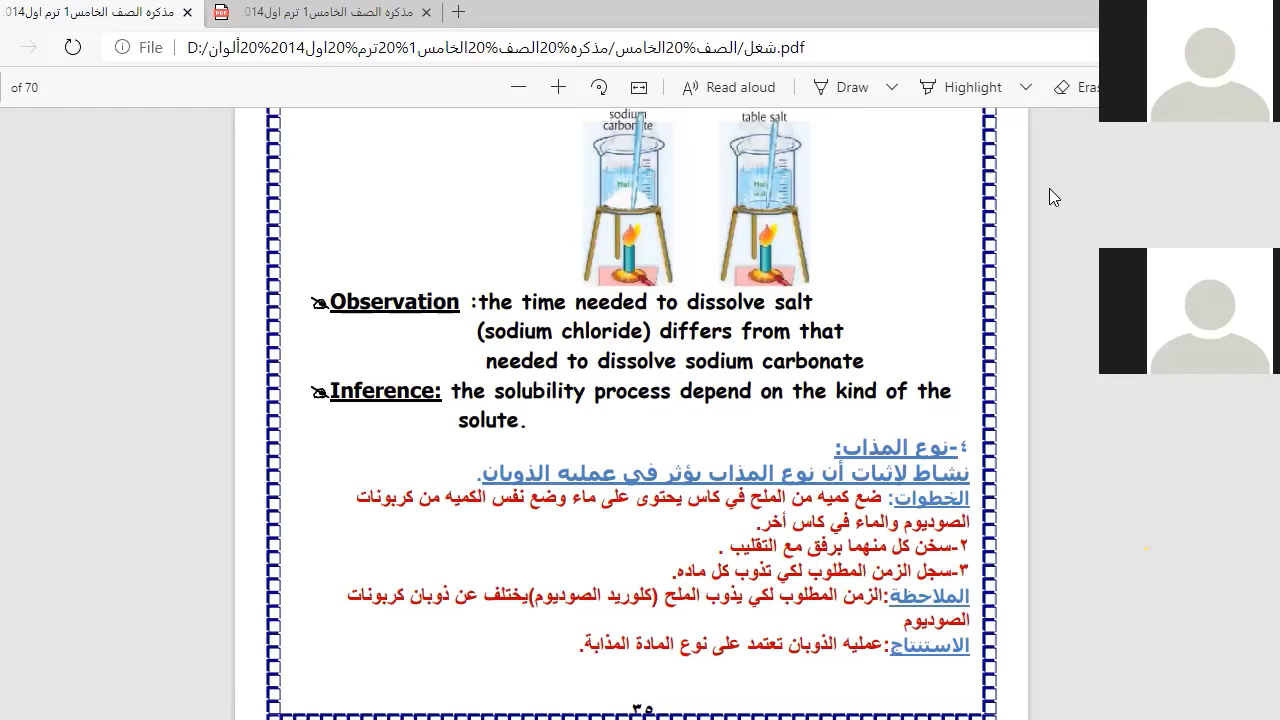 مذكره الصف الخامس1 ترم اول2014
مذكره الصف الخامس1 ترم اول2014
File
D:/شغل/الصف%20الخامس/مذكره%20الصف%20الخامس1%20ترم%20اول2014%20ألوان.pdf
of 70
Read aloud
Draw
Highlight
sodium carbonate
table salt
Observation :the time needed to dissolve salt
(sodium chloride) differs from that
needed to dissolve sodium carbonate
Inference: the solubility process depend on the kind of the
solute.
٤-نوع المذاب:
نشاط لإثبات أن نوع المذاب يؤثر في عمليه الذوبان.
الخطوات: ضع كميه من الملح في كاس يحتوى على ماء وضع نفس الكميه من كربونات
الصوديوم والماء في كاس أخر.
٢-سخن كل منهما برفق مع التقليب .
٣-سجل الزمن المطلوب لكي تذوب كل ماده.
الملاحظة:الزمن المطلوب لكي يذوب الملح (كلوريد الصوديوم)يختلف عن ذوبان كربونات
الصوديوم
الاستنتاج:عمليه الذوبان تعتمد على نوع المادة المذابة.
٣٥